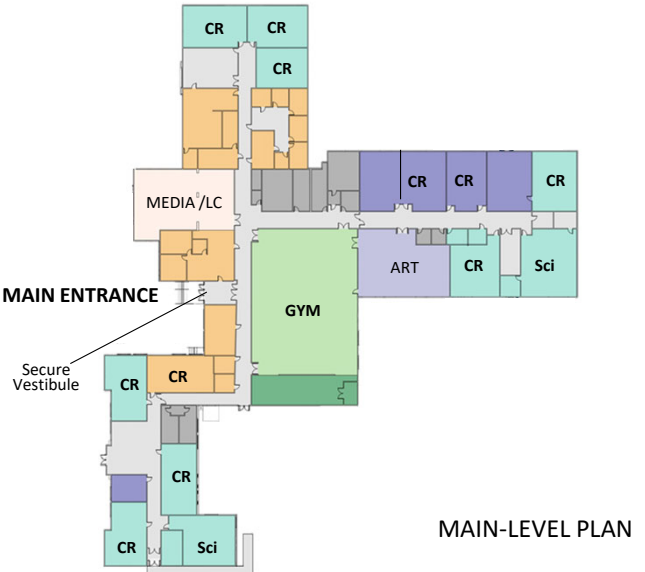 CR
CR
CR
MEDIA /LC
CR
CR
CR
ART
CR
Sci
MAIN ENTRANCE
GYM
Secure
Vestibule
CR
CR
CR
CR
Sci
MAIN-LEVEL PLAN